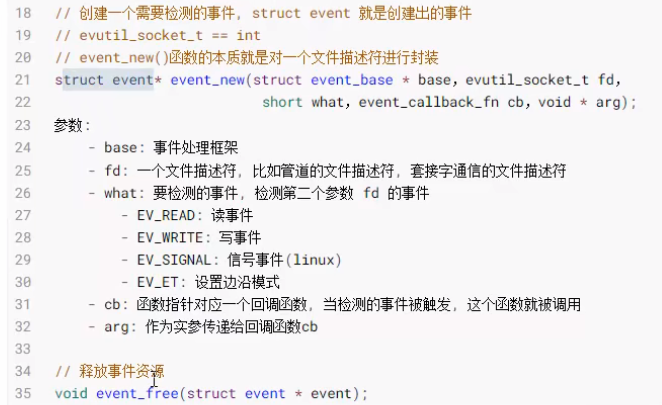 18 // 创建一个需要检测的事件, struct event 就是创建出的事件
19 // evutil_socket_t == int
20 // event_new()函数的本质就是对一个文件描述符进行封装
21 struct event* event_new(struct event_base * base, evutil_socket_t fd,
22 short what, event_callback_fn cb, void * arg);
23 参数:
24 - base: 事件处理框架
25 - fd: 一个文件描述符, 比如管道的文件描述符, 套接字通信的文件描述符
26 - what: 要检测的事件, 检测第二个参数 fd 的事件
27 - EV_READ: 读事件
28 - EV_WRITE: 写事件
29 - EV_SIGNAL: 信号事件(linux)
30 - EV_ET: 设置边沿模式
31 - cb: 函数指针对应一个回调函数, 当检测的事件被触发, 这个函数就被调用
32 - arg: 作为实参传递给回调函数cb
33
34 // 释放事件资源
35 void event_free(struct event * event);